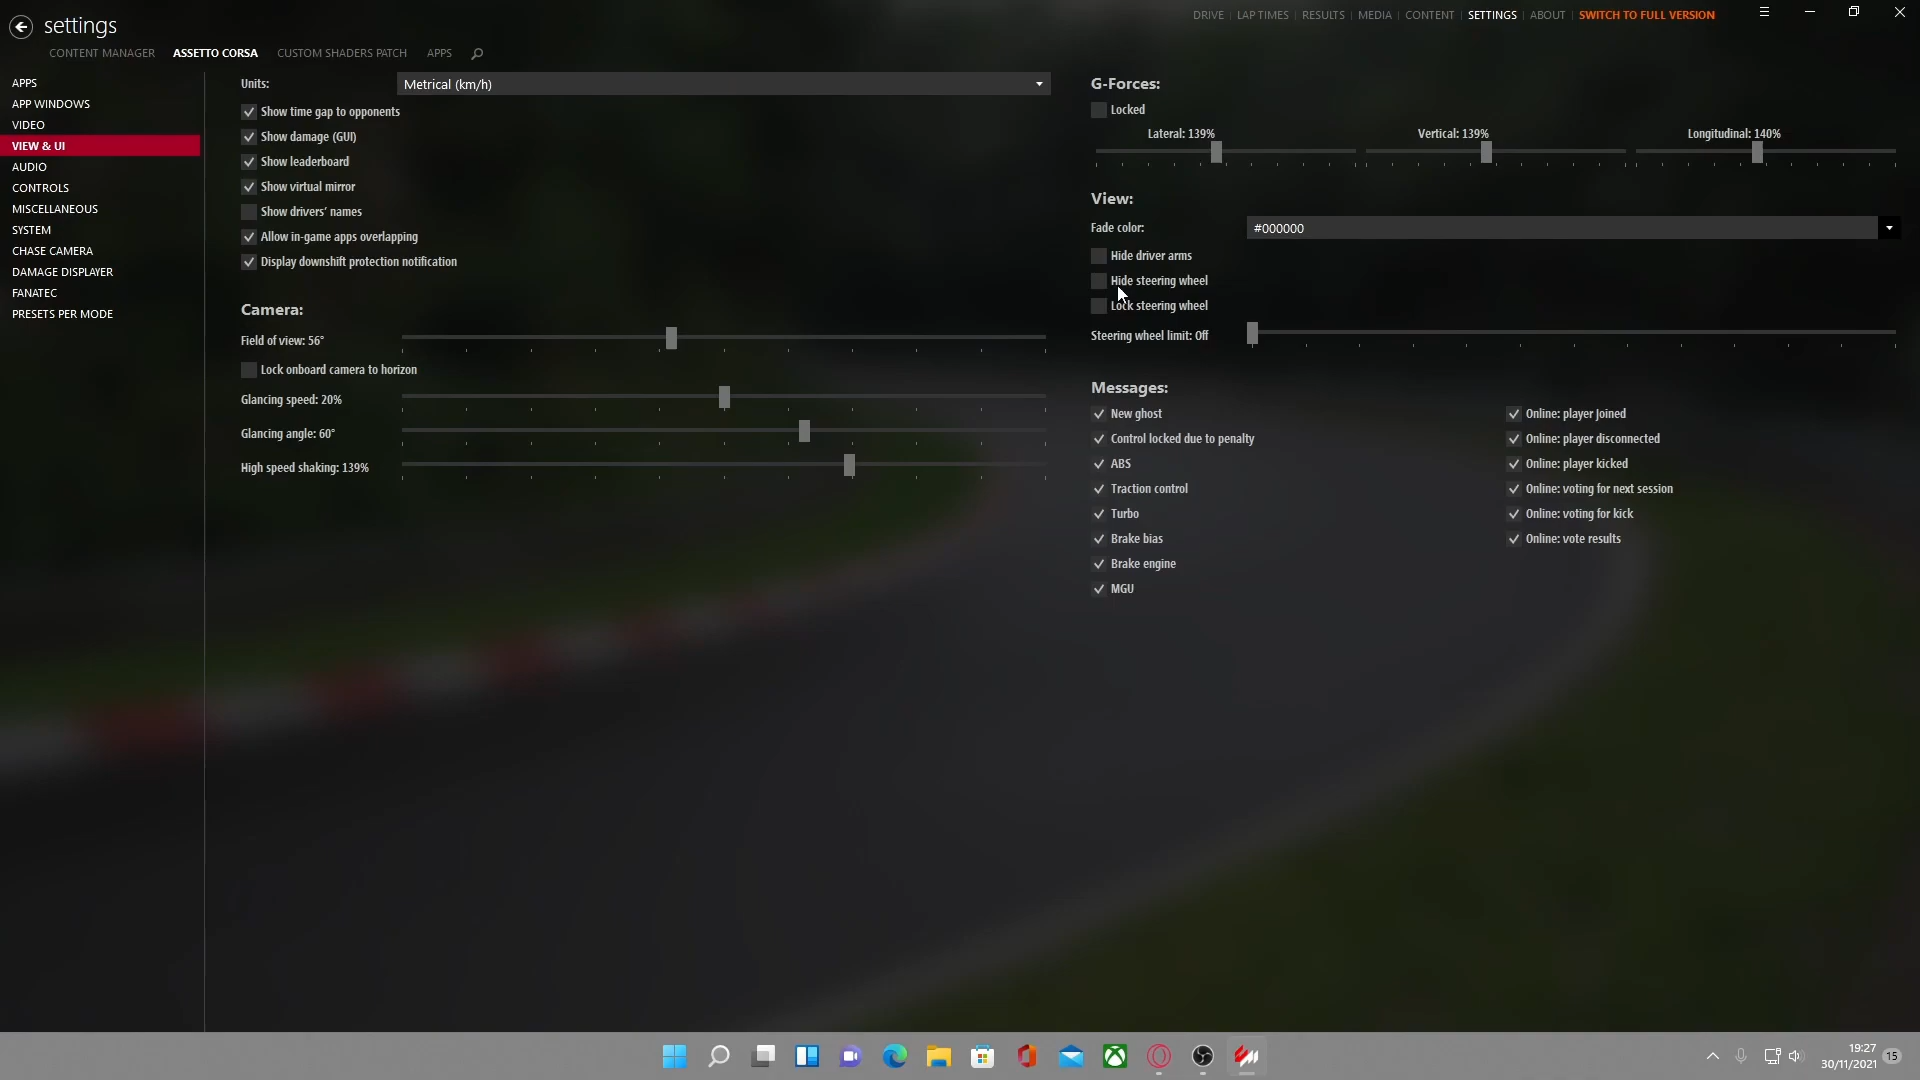 settings
DRIVE LAP TIMES RESULTS MEDIA CONTENT SETTINGS ABOUT SWITCH TO FULL VERSION
CONTENT MANAGER ASSETTO CORSA CUSTOM SHADERS PATCH APPS
APPS
APP WINDOWS
VIDEO
VIEW & UI
AUDIO
CONTROLS
MISCELLANEOUS
SYSTEM
CHASE CAMERA
DAMAGE DISPLAYER
FANATEC
PRESETS PER MODE
Units: Metrical (km/h)
Show time gap to opponents
Show damage (GUI)
Show leaderboard
Show virtual mirror
Show drivers' names
Allow in-game apps overlapping
Display downshift protection notification
Camera:
Field of view: 56°
Lock onboard camera to horizon
Glancing speed: 20%
Glancing angle: 60°
High speed shaking: 139%
G-Forces:
Locked
Lateral: 139% Vertical: 139% Longitudinal: 140%
View:
Fade color: #000000
Hide driver arms
Hide steering wheel
Lock steering wheel
Steering wheel limit: Off
Messages:
New ghost
Control locked due to penalty
ABS
Traction control
Turbo
Brake bias
Brake engine
MGU
Online: player joined
Online: player disconnected
Online: player kicked
Online: voting for next session
Online: voting for kick
Online: vote results
19:27
30/11/2021 15